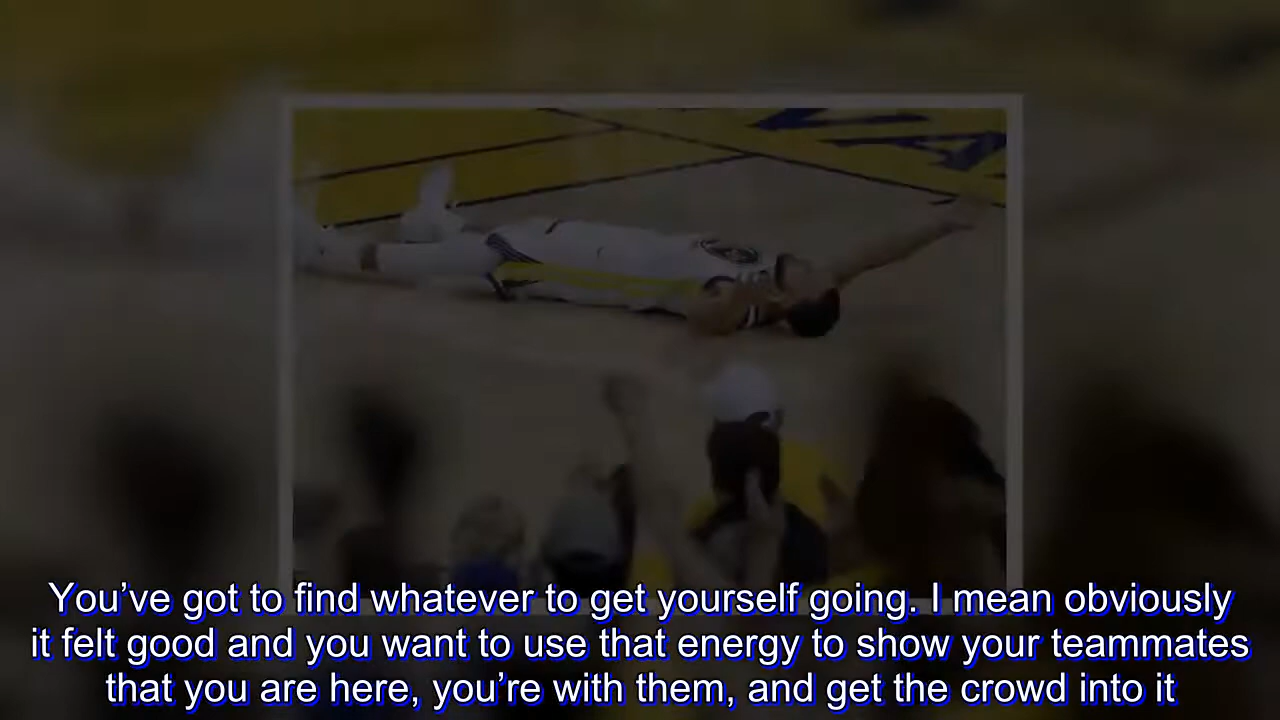 You’ve got to find whatever to get yourself going. I mean obviously
it felt good and you want to use that energy to show your teammates
that you are here, you’re with them, and get the crowd into it